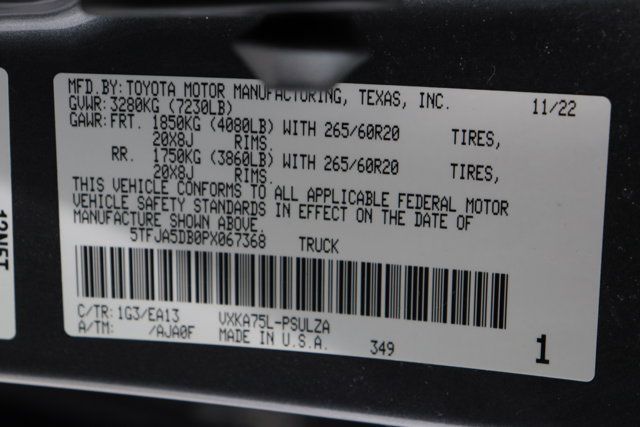 MFD.BY:TOYOTA MOTOR MANUFACTURING, TEXAS, INC. 11/22
GVWR:3280KG (7230LB)
GAWR:FRT. 1850KG (4080LB) WITH 265/60R20 TIRES,
20X8J RIMS.
RR. 1750KG (3860LB) WITH 265/60R20 TIRES,
20X8J RIMS.
THIS VEHICLE CONFORMS TO ALL APPLICABLE FEDERAL MOTOR
VEHICLE SAFETY STANDARDS IN EFFECT ON THE DATE OF
MANUFACTURE SHOWN ABOVE.
5TFJA5DB0PX067368 TRUCK
C/TR: 1G3/EA13 VXKA75L-PSULZA
A/TM: /AJA0F MADE IN U.S.A. 349 1